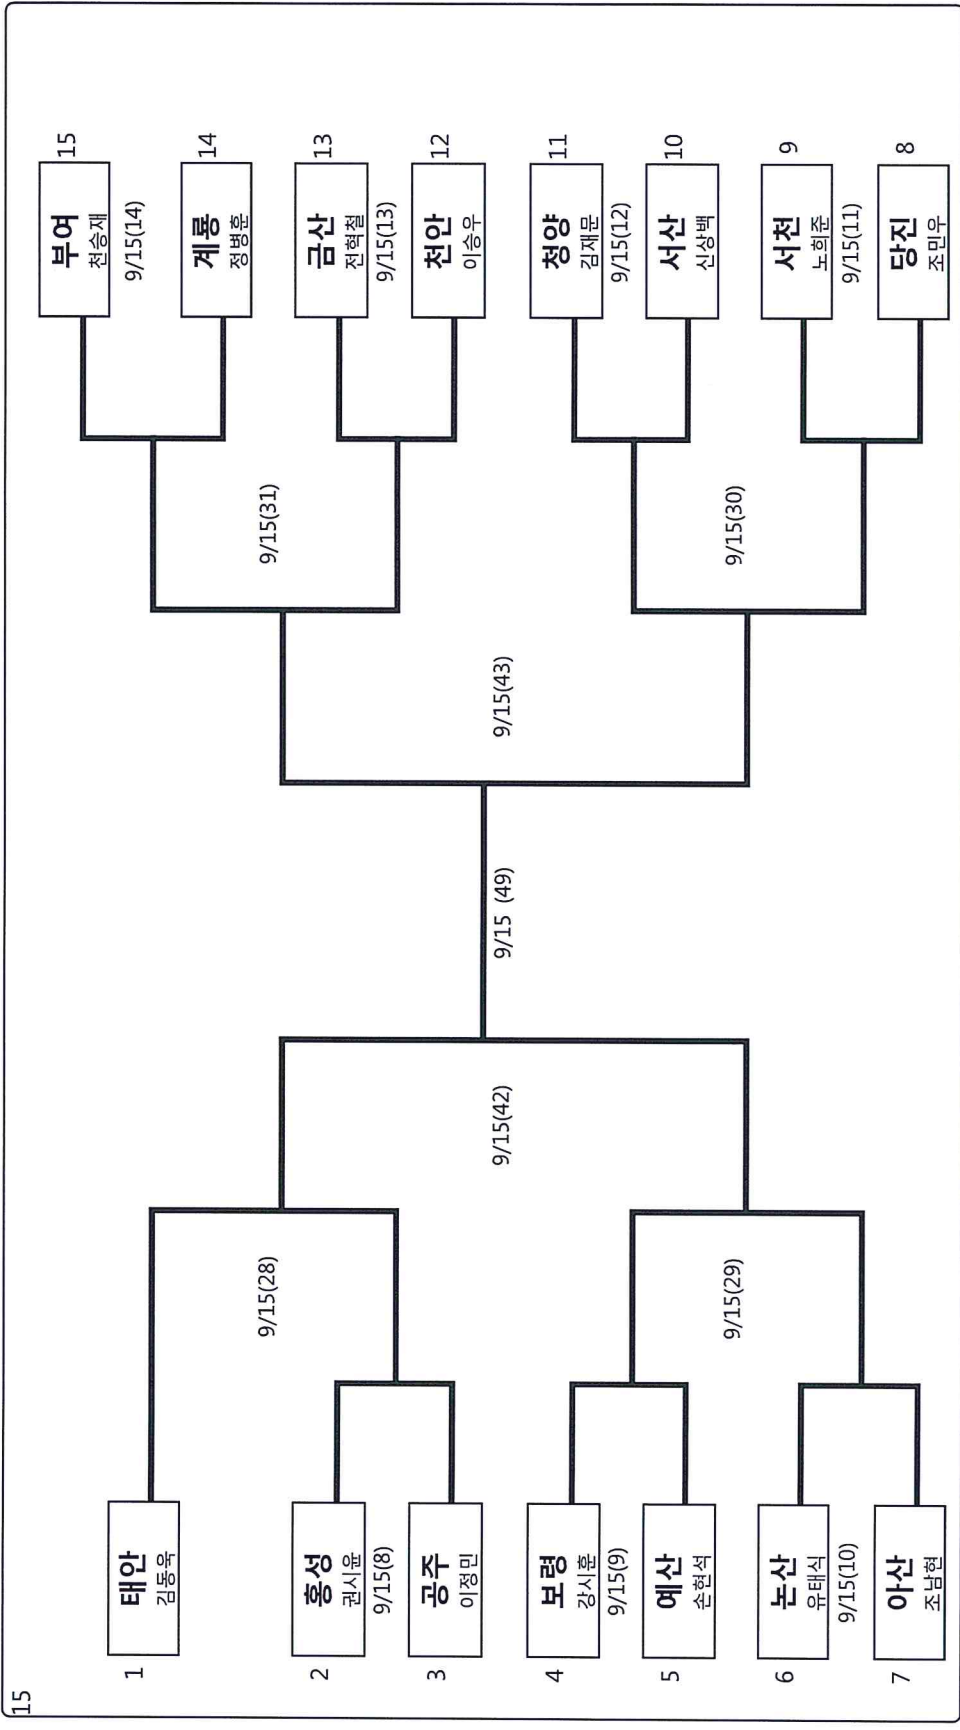 15
1
태안
김동욱
2
홍성
권시윤
9/15(8)
3
공주
이정민
4
보령
강시훈
9/15(9)
5
예산
손현석
6
논산
유태식
9/15(10)
7
아산
조남현
9/15(28)
9/15(29)
9/15(42)
9/15 (49)
9/15(43)
9/15(31)
9/15(30)
부여
천승재
15
9/15(14)
계룡
정병훈
14
금산
전혁철
13
9/15(13)
천안
이승우
12
청양
김재문
11
9/15(12)
서산
신상백
10
서천
노희준
9
9/15(11)
당진
조민우
8